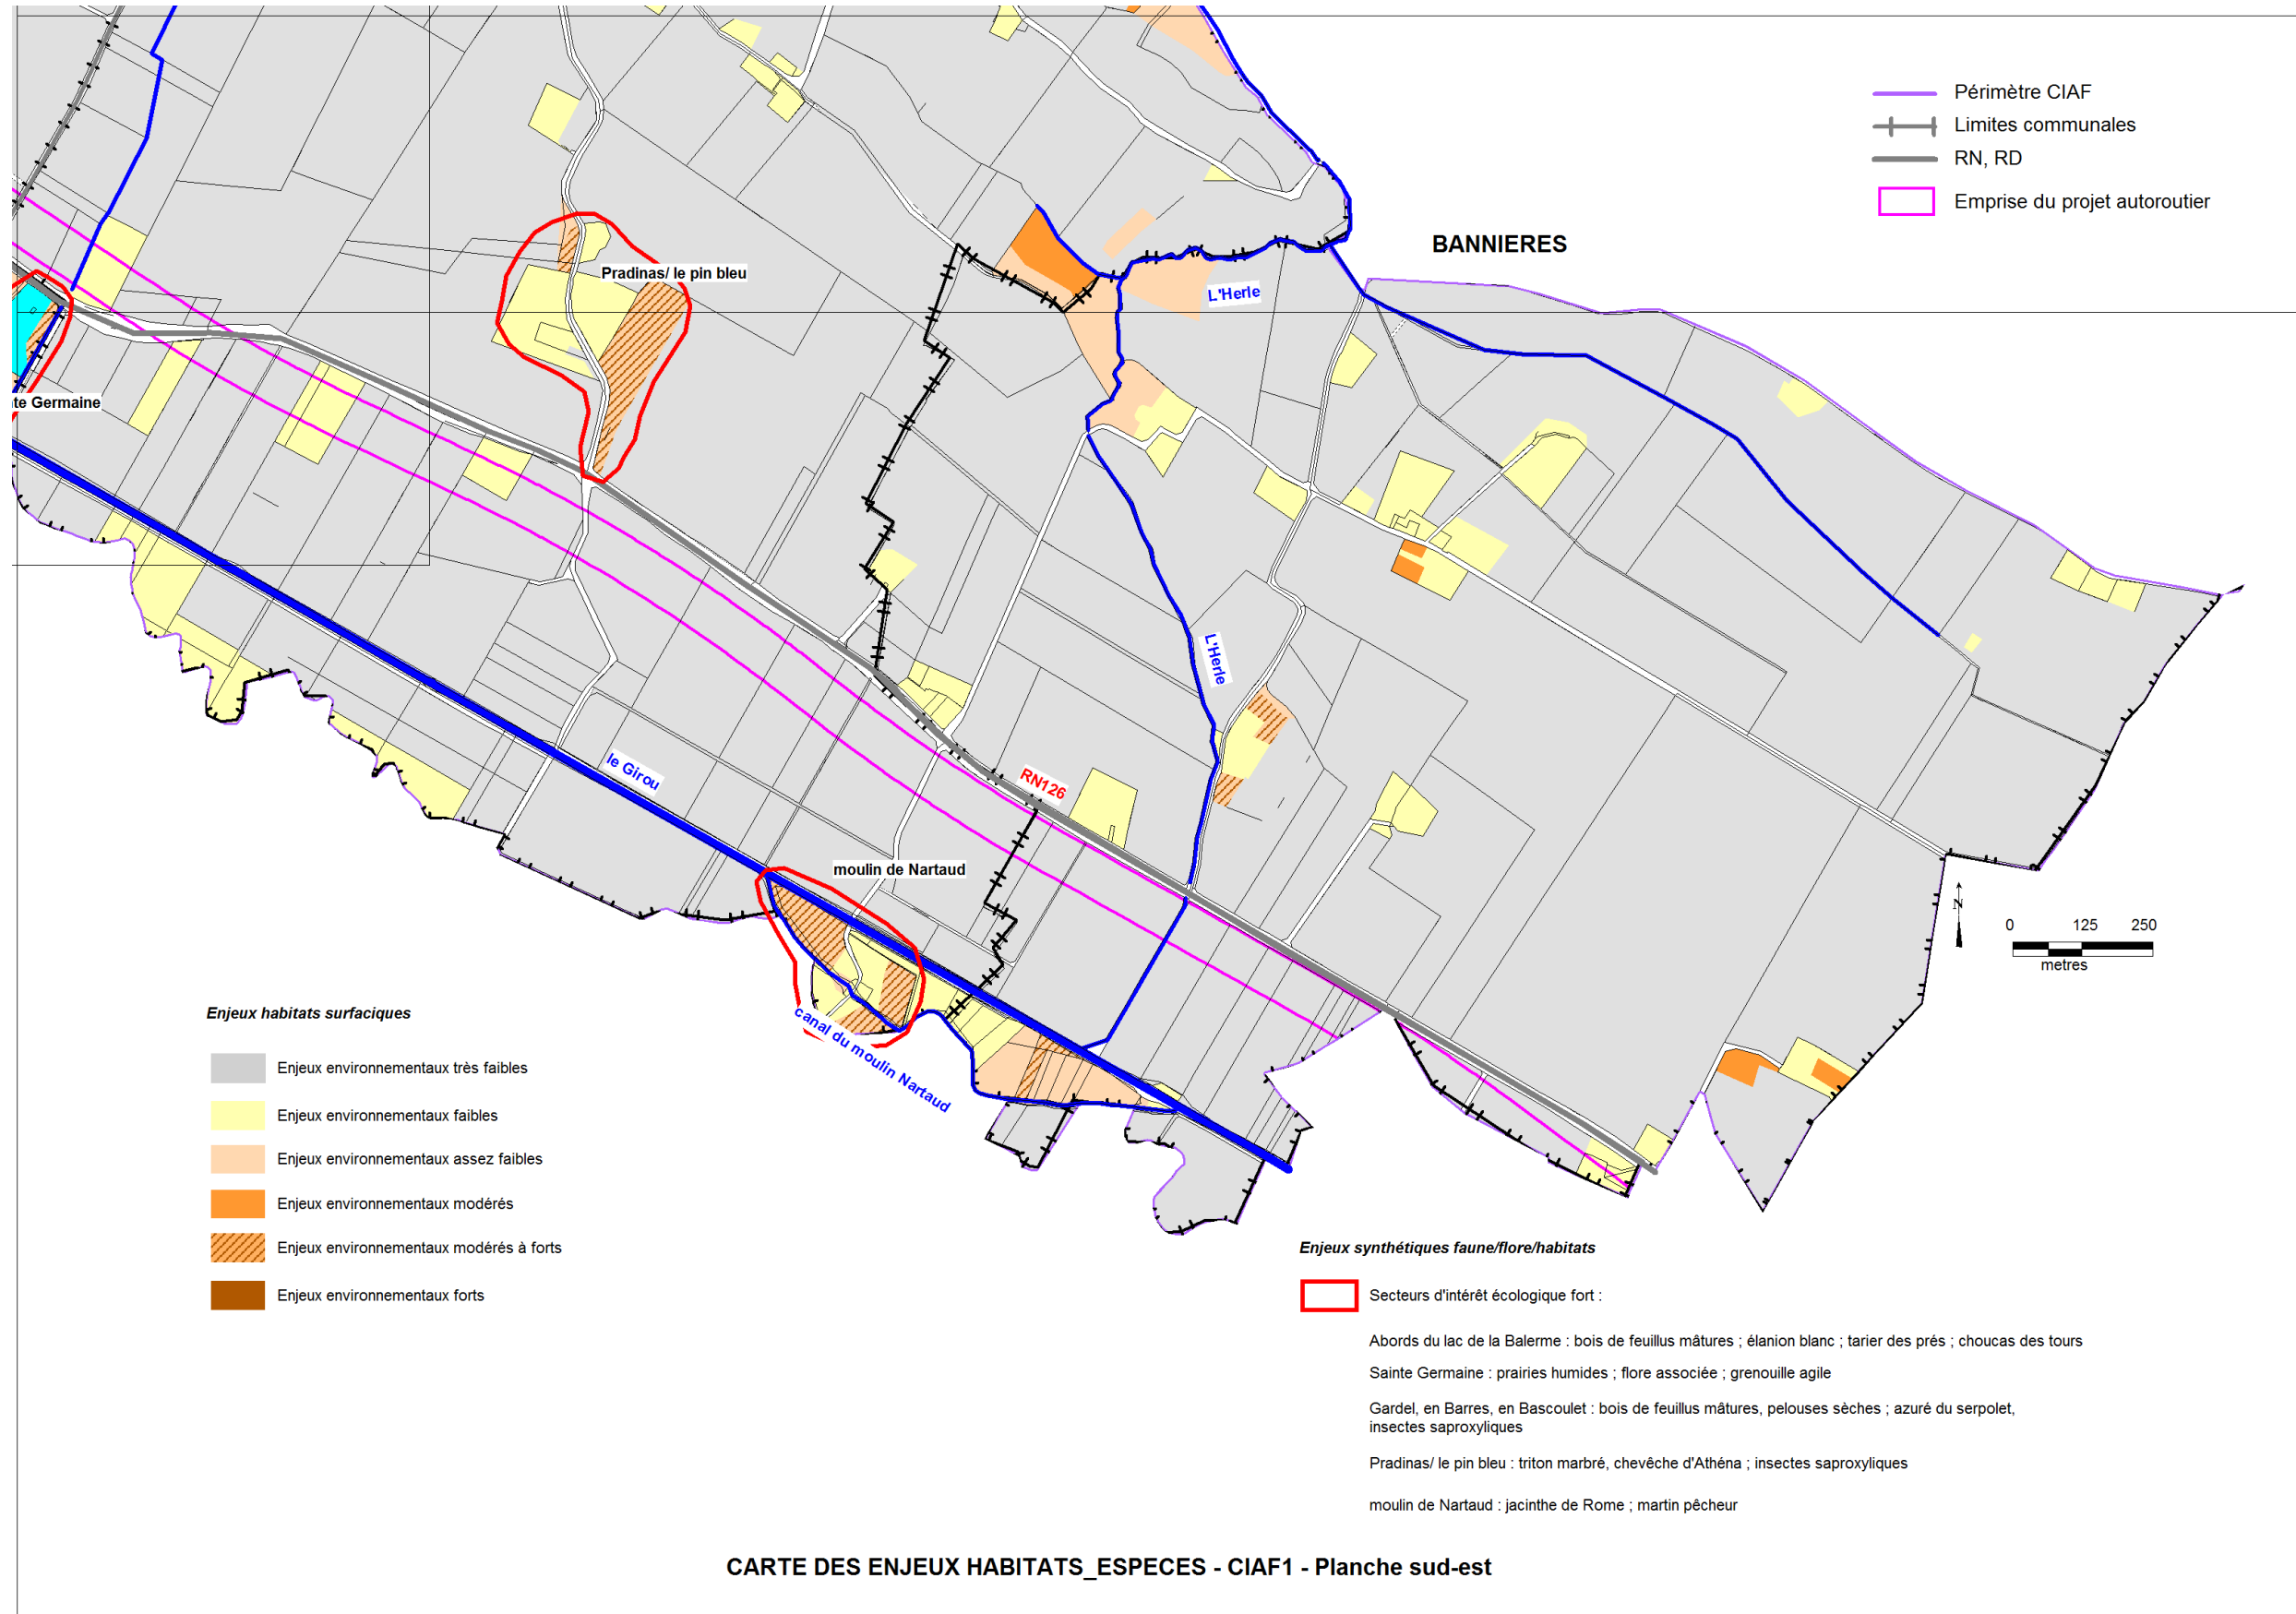 Périmètre CIAF
Limites communales
RN, RD
Emprise du projet autoroutier
BANNIERES
Pradinas/ le pin bleu
L'Herle
te Germaine
L'Herle
le Girou
RN126
moulin de Nartaud
canal du moulin Nartaud
N
0 125 250
metres
Enjeux habitats surfaciques
Enjeux environnementaux très faibles
Enjeux environnementaux faibles
Enjeux environnementaux assez faibles
Enjeux environnementaux modérés
Enjeux environnementaux modérés à forts
Enjeux environnementaux forts
Enjeux synthétiques faune/flore/habitats
Secteurs d'intérêt écologique fort :
Abords du lac de la Balerme : bois de feuillus mâtures ; élanion blanc ; tarier des prés ; choucas des tours
Sainte Germaine : prairies humides ; flore associée ; grenouille agile
Gardel, en Barres, en Bascoulet : bois de feuillus mâtures, pelouses sèches ; azuré du serpolet,
insectes saproxyliques
Pradinas/ le pin bleu : triton marbré, chevêche d'Athéna ; insectes saproxyliques
moulin de Nartaud : jacinthe de Rome ; martin pêcheur
CARTE DES ENJEUX HABITATS_ESPECES - CIAF1 - Planche sud-est